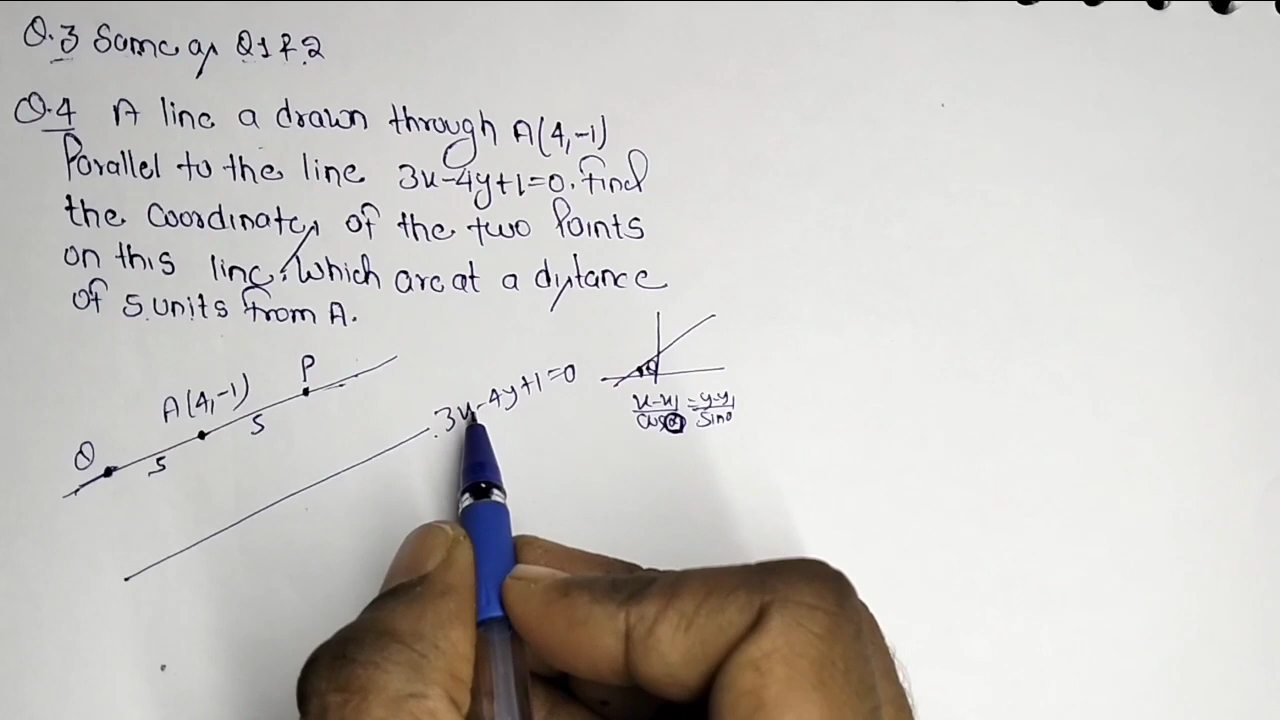 Q.3 Same as Q1 & 2
Q.4 A line a drawn through A(4,-1)
Parallel to the line 3x-4y+1=0. find
the coordinates of the two Points
on this line, which are at a distance
of 5 units from A.
P
A(4,-1)
5
Q
5
3x-4y+1=0
x-x1/cosθ = y-y1/sinθ